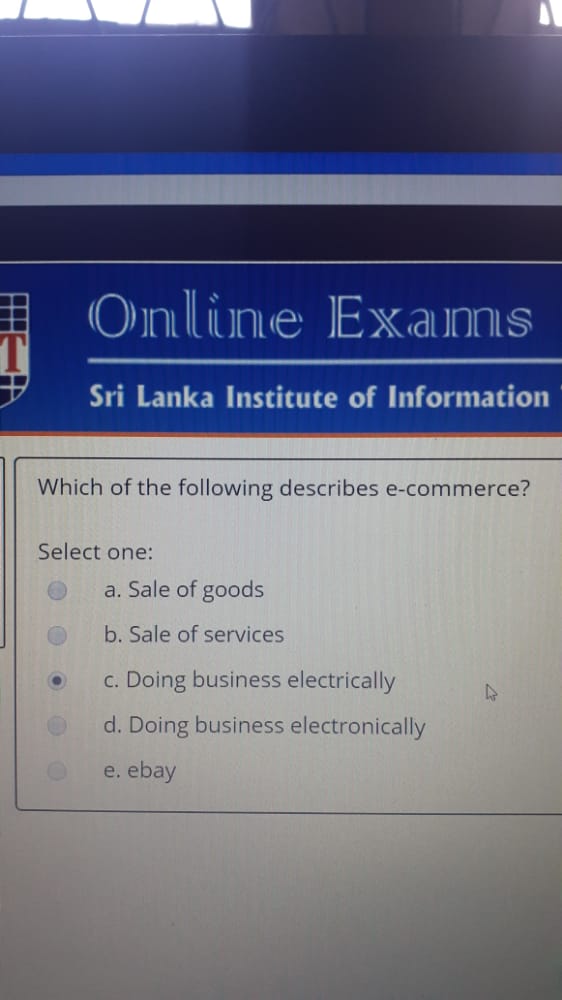 T
Online Exams
Sri Lanka Institute of Information
Which of the following describes e-commerce?
Select one:
a. Sale of goods
b. Sale of services
c. Doing business electrically
d. Doing business electronically
e. ebay